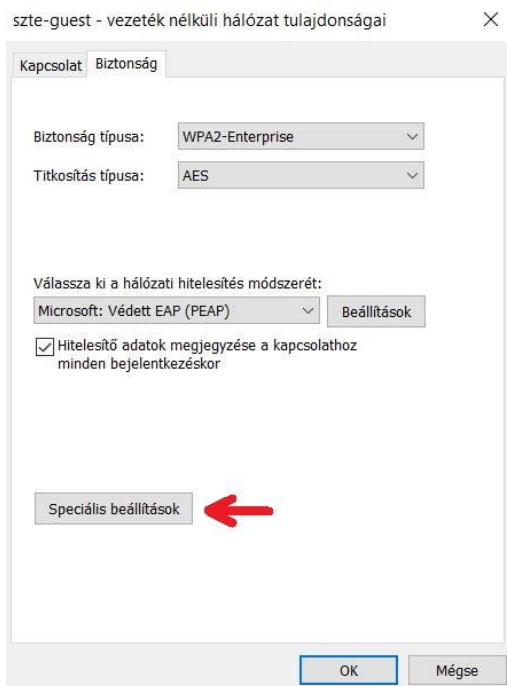 szte-guest - vezeték nélküli hálózat tulajdonságai
Kapcsolat Biztonság
Biztonság típusa: WPA2-Enterprise
Titkosítás típusa: AES
Válassza ki a hálózati hitelesítés módszerét:
Microsoft: Védett EAP (PEAP) Beállítások
Hitelesítő adatok megjegyzése a kapcsolathoz
minden bejelentkezéskor
Speciális beállítások
OK Mégse